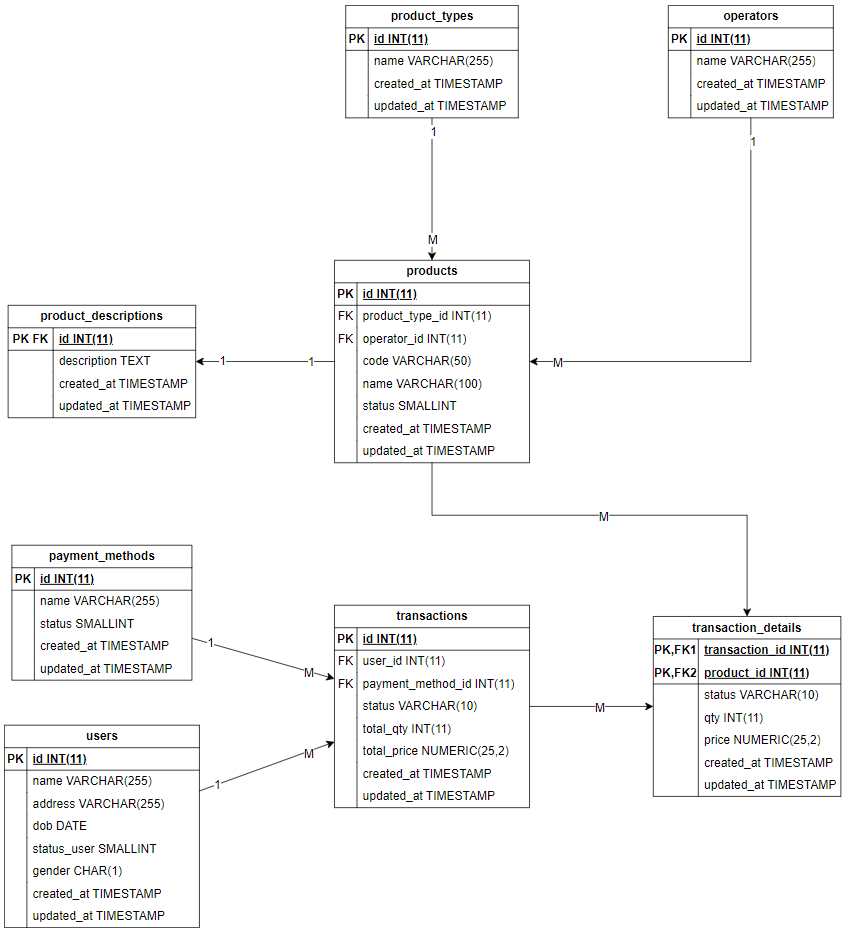 product_types
PK id INT(11)
name VARCHAR(255)
created_at TIMESTAMP
updated_at TIMESTAMP
operators
PK id INT(11)
name VARCHAR(255)
created_at TIMESTAMP
updated_at TIMESTAMP
1
1
M
products
PK id INT(11)
FK product_type_id INT(11)
FK operator_id INT(11)
code VARCHAR(50)
name VARCHAR(100)
status SMALLINT
created_at TIMESTAMP
updated_at TIMESTAMP
product_descriptions
PK FK id INT(11)
description TEXT
created_at TIMESTAMP
updated_at TIMESTAMP
1
1
M
M
payment_methods
PK id INT(11)
name VARCHAR(255)
status SMALLINT
created_at TIMESTAMP
updated_at TIMESTAMP
1
M
transactions
PK id INT(11)
FK user_id INT(11)
FK payment_method_id INT(11)
status VARCHAR(10)
total_qty INT(11)
total_price NUMERIC(25,2)
created_at TIMESTAMP
updated_at TIMESTAMP
M
transaction_details
PK,FK1 transaction_id INT(11)
PK,FK2 product_id INT(11)
status VARCHAR(10)
qty INT(11)
price NUMERIC(25,2)
created_at TIMESTAMP
updated_at TIMESTAMP
users
PK id INT(11)
name VARCHAR(255)
address VARCHAR(255)
dob DATE
status_user SMALLINT
gender CHAR(1)
created_at TIMESTAMP
updated_at TIMESTAMP
1
M